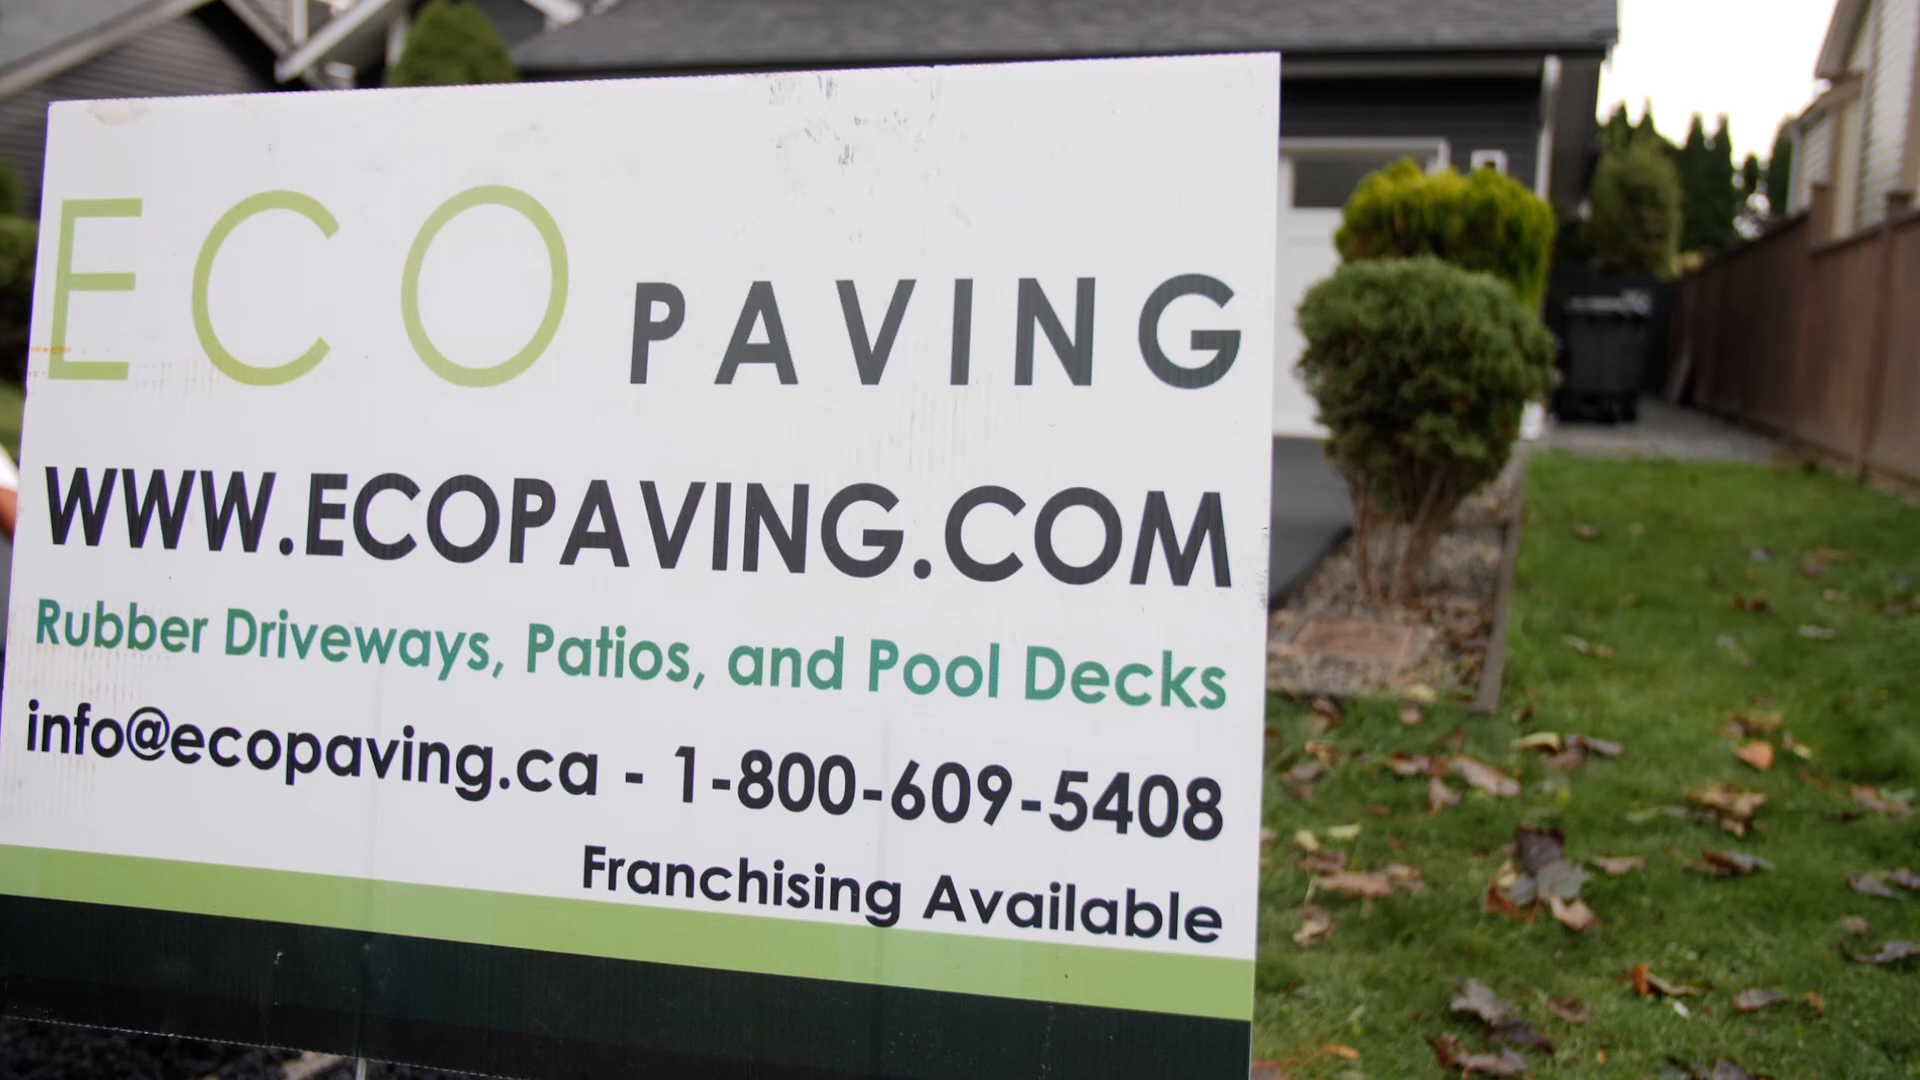 ECO PAVING
WWW.ECOPAVING.COM
Rubber Driveways, Patios, and Pool Decks
info@ecopaving.ca - 1-800-609-5408
Franchising Available